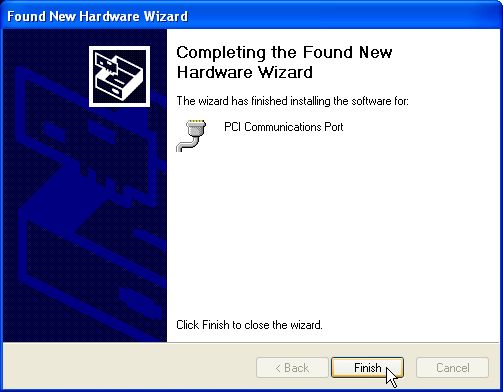 Found New Hardware Wizard
Completing the Found New
Hardware Wizard
The wizard has finished installing the software for:
PCI Communications Port
Click Finish to close the wizard.
< Back
Finish
Cancel